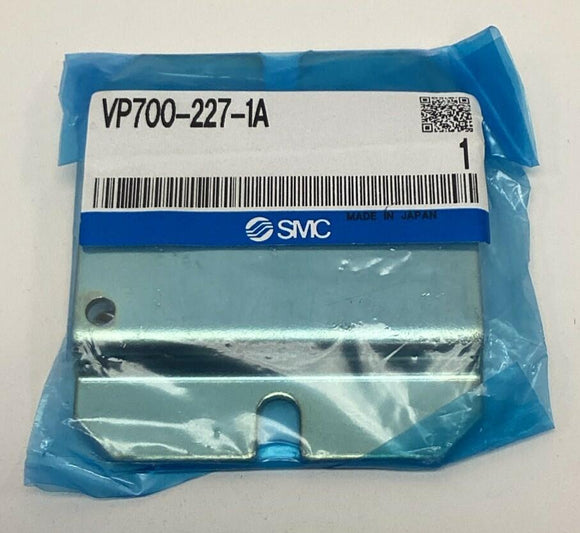 VP700-227-1A
1
MADE IN JAPAN
SMC